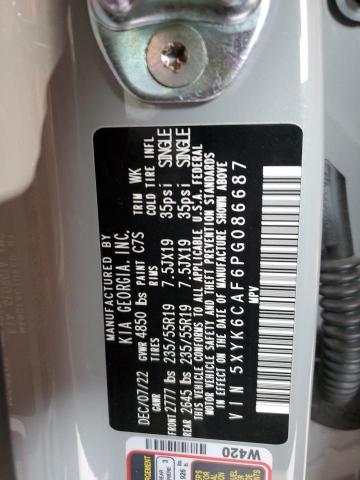 MANUFACTURED BY
KIA GEORGIA, INC.
DEC/07/22 GVWR 4850 lbs PAINT C7S TRIM WK
GAWR TIRES RIMS COLD TIRE INFL
FRONT 2777 lbs 235/55R19 7.5JX19 35psi SINGLE
REAR 2645 lbs 235/55R19 7.5JX19 35psi SINGLE
THIS VEHICLE CONFORMS TO ALL APPLICABLE U.S.A. FEDERAL
MOTOR VEHICLE SAFETY AND THEFT PREVENTION STANDARDS
IN EFFECT ON THE DATE OF MANUFACTURE SHOWN ABOVE
VIN 5XYK6CAF6PG086687
MPV
W420